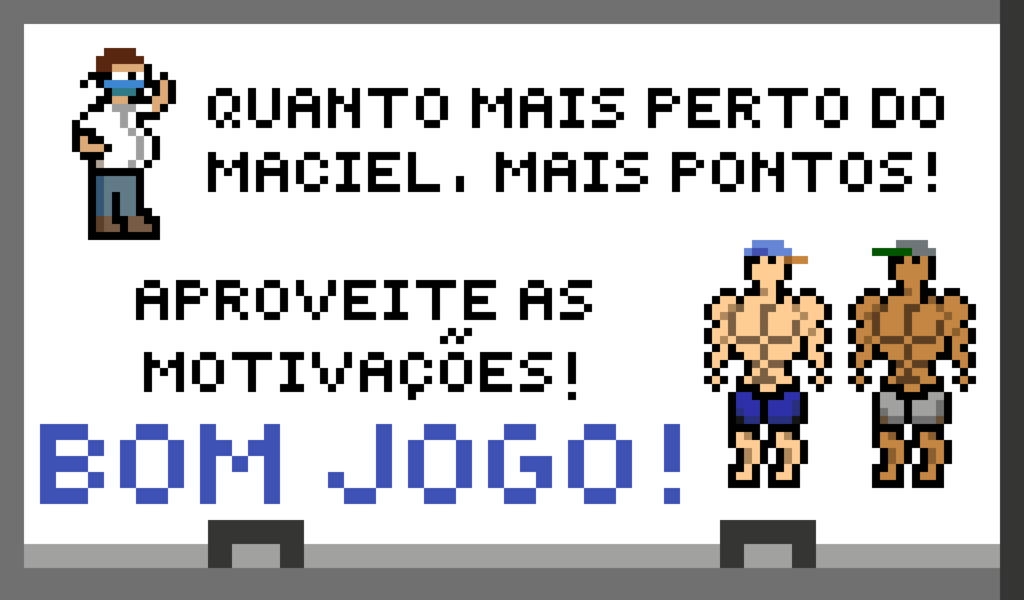 QUANTO MAIS PERTO DO
MACIEL, MAIS PONTOS!
APROVEITE AS
MOTIVAÇÕES!
BOM JOGO!